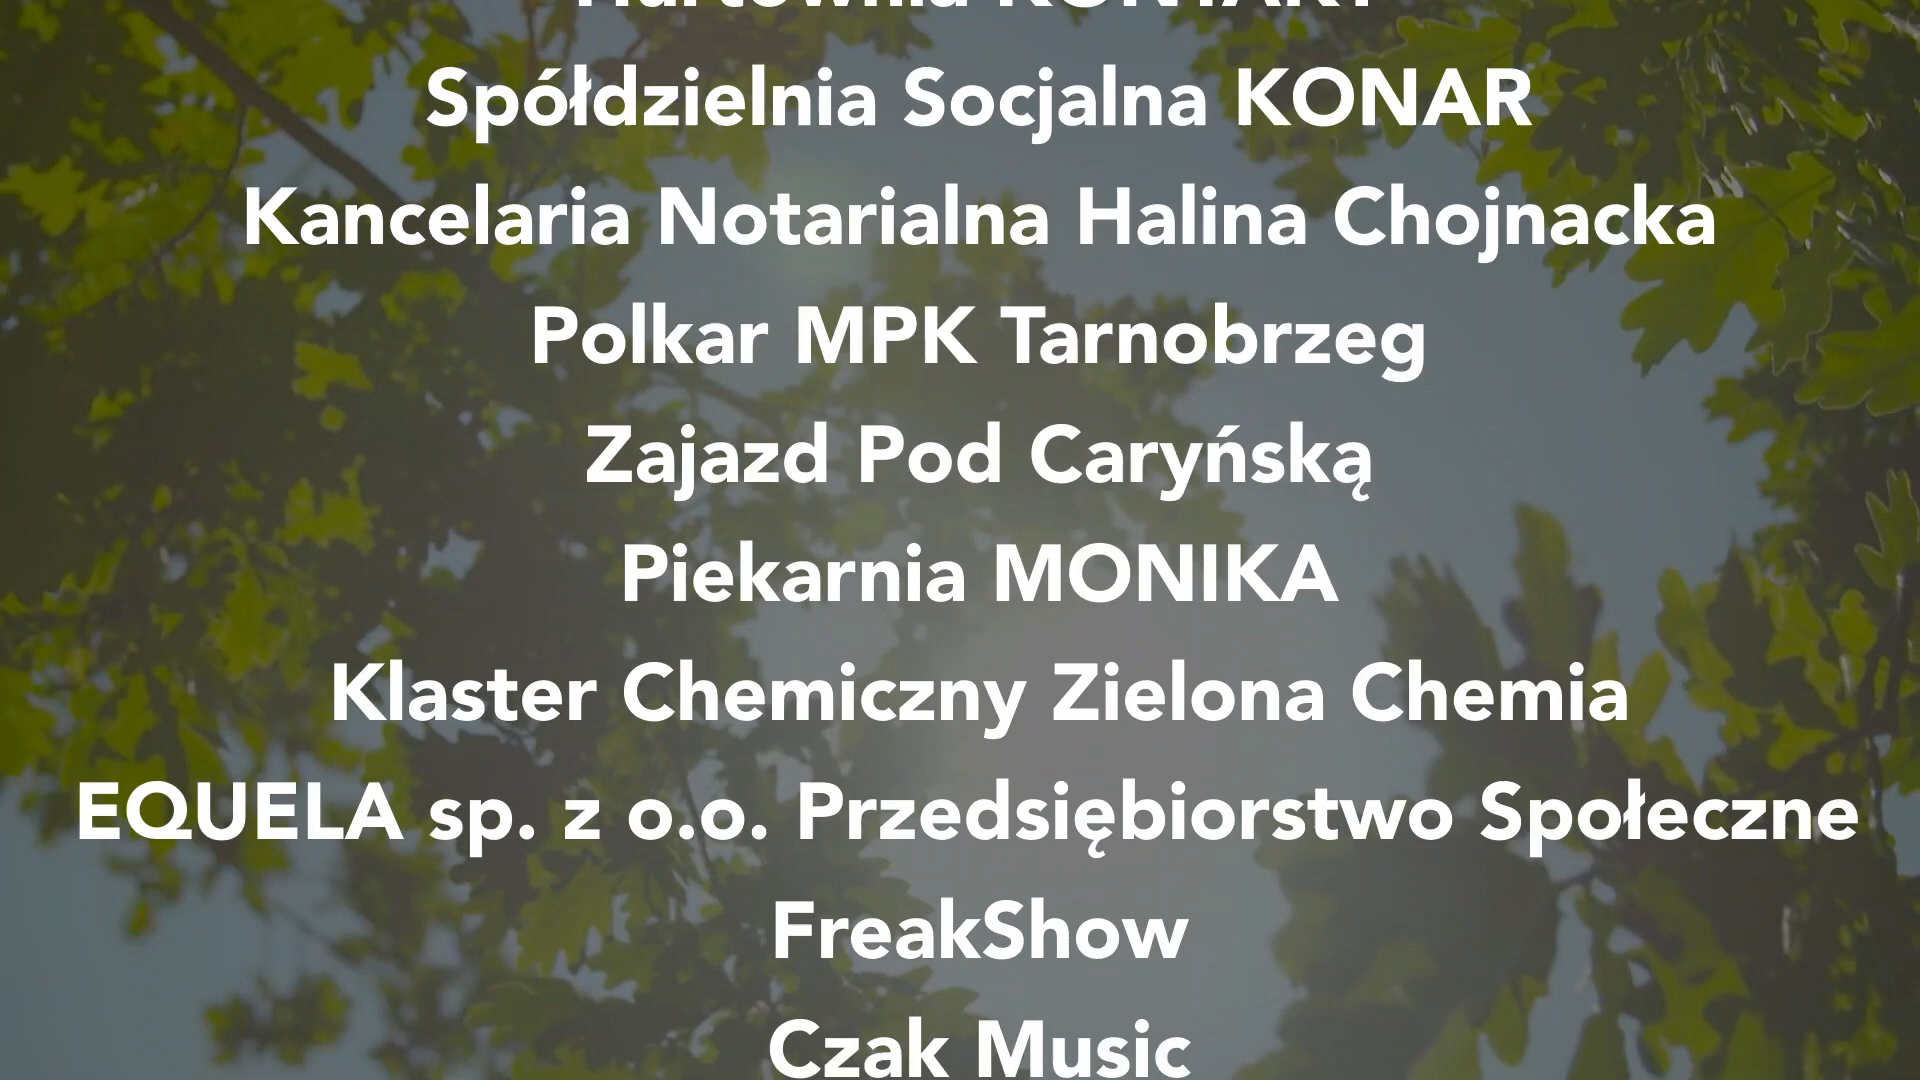 Spółdzielnia Socjalna KONAR
Kancelaria Notarialna Halina Chojnacka
Polkar MPK Tarnobrzeg
Zajazd Pod Caryńską
Piekarnia MONIKA
Klaster Chemiczny Zielona Chemia
EQUELA sp. z o.o. Przedsiębiorstwo Społeczne
FreakShow
Czak Music